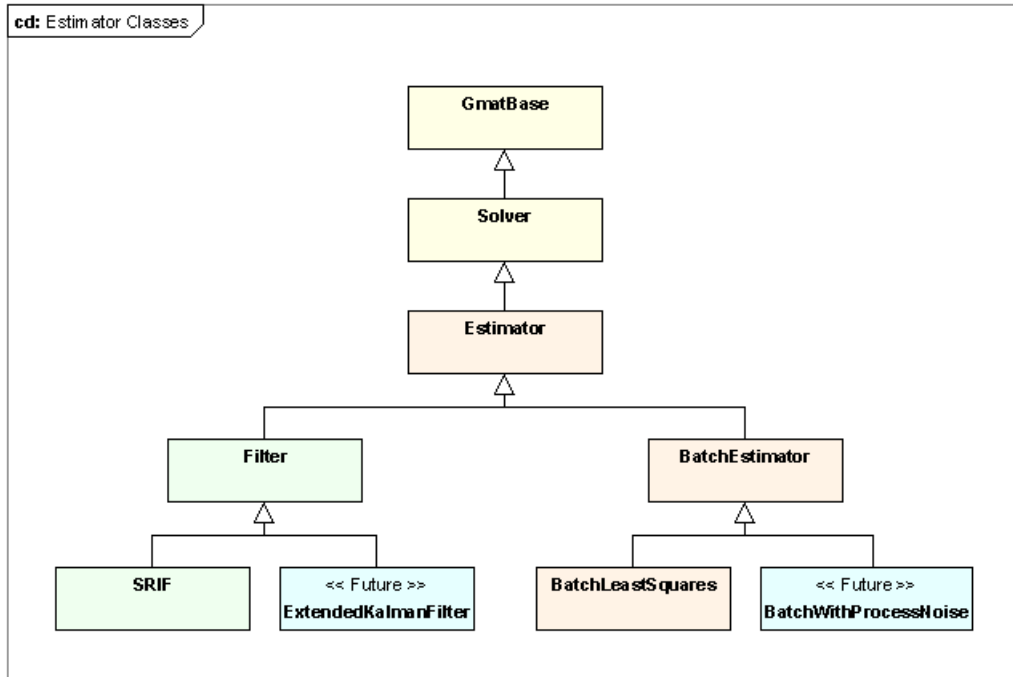 cd: Estimator Classes
GmatBase
Solver
Estimator
Filter
BatchEstimator
SRIF
<< Future >>
ExtendedKalmanFilter
BatchLeastSquares
<< Future >>
BatchWithProcessNoise